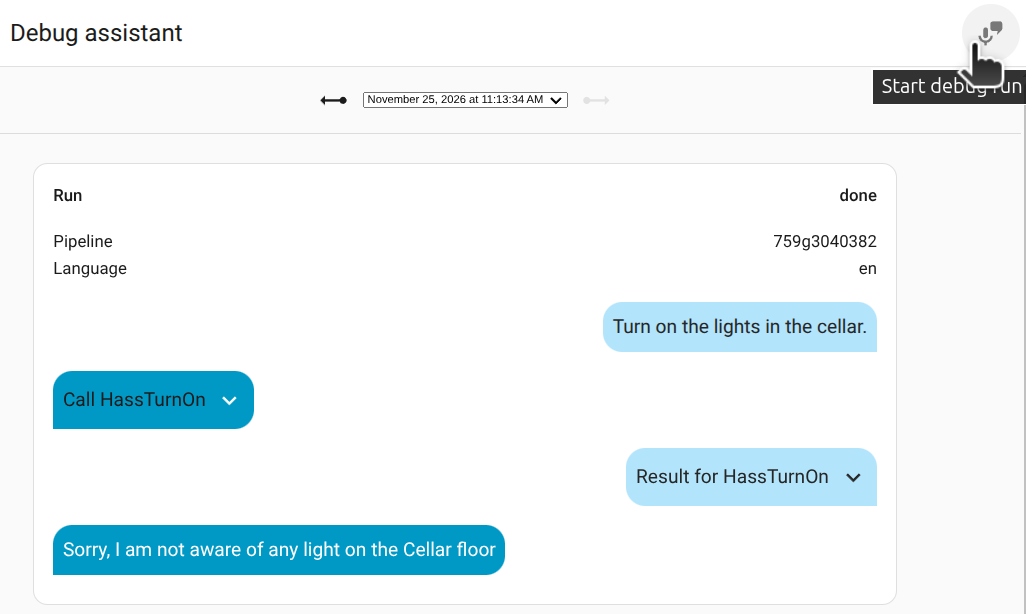 Debug assistant
Start debug run
November 25, 2026 at 11:13:34 AM
Run done
Pipeline 759g3040382
Language en
Turn on the lights in the cellar.
Call HassTurnOn
Result for HassTurnOn
Sorry, I am not aware of any light on the Cellar floor